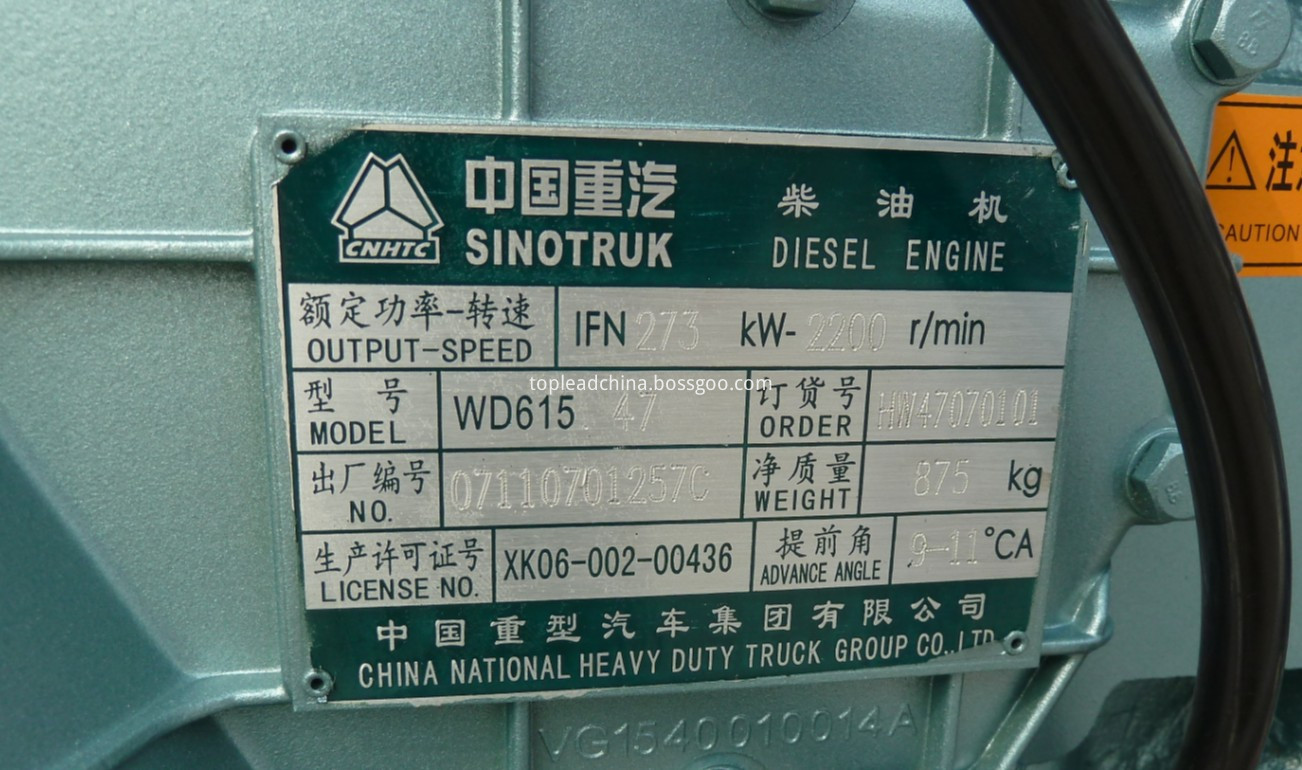 中国重汽 柴油机
CNHTC SINOTRUK DIESEL ENGINE
额定功率-转速 IFN 273 kW- 2200 r/min
OUTPUT-SPEED
topleadchina.bossgoo.com
型号 WD615 47 订货号 HW47070101
MODEL ORDER
出厂编号 07110701257C 净质量 875 kg
NO. WEIGHT
生产许可证号 XK06-002-00436 提前角 9-11 °CA
LICENSE NO. ADVANCE ANGLE
中国重型汽车集团有限公司
CHINA NATIONAL HEAVY DUTY TRUCK GROUP CO.,LTD
VG1540010014A
注
CAUTION
88